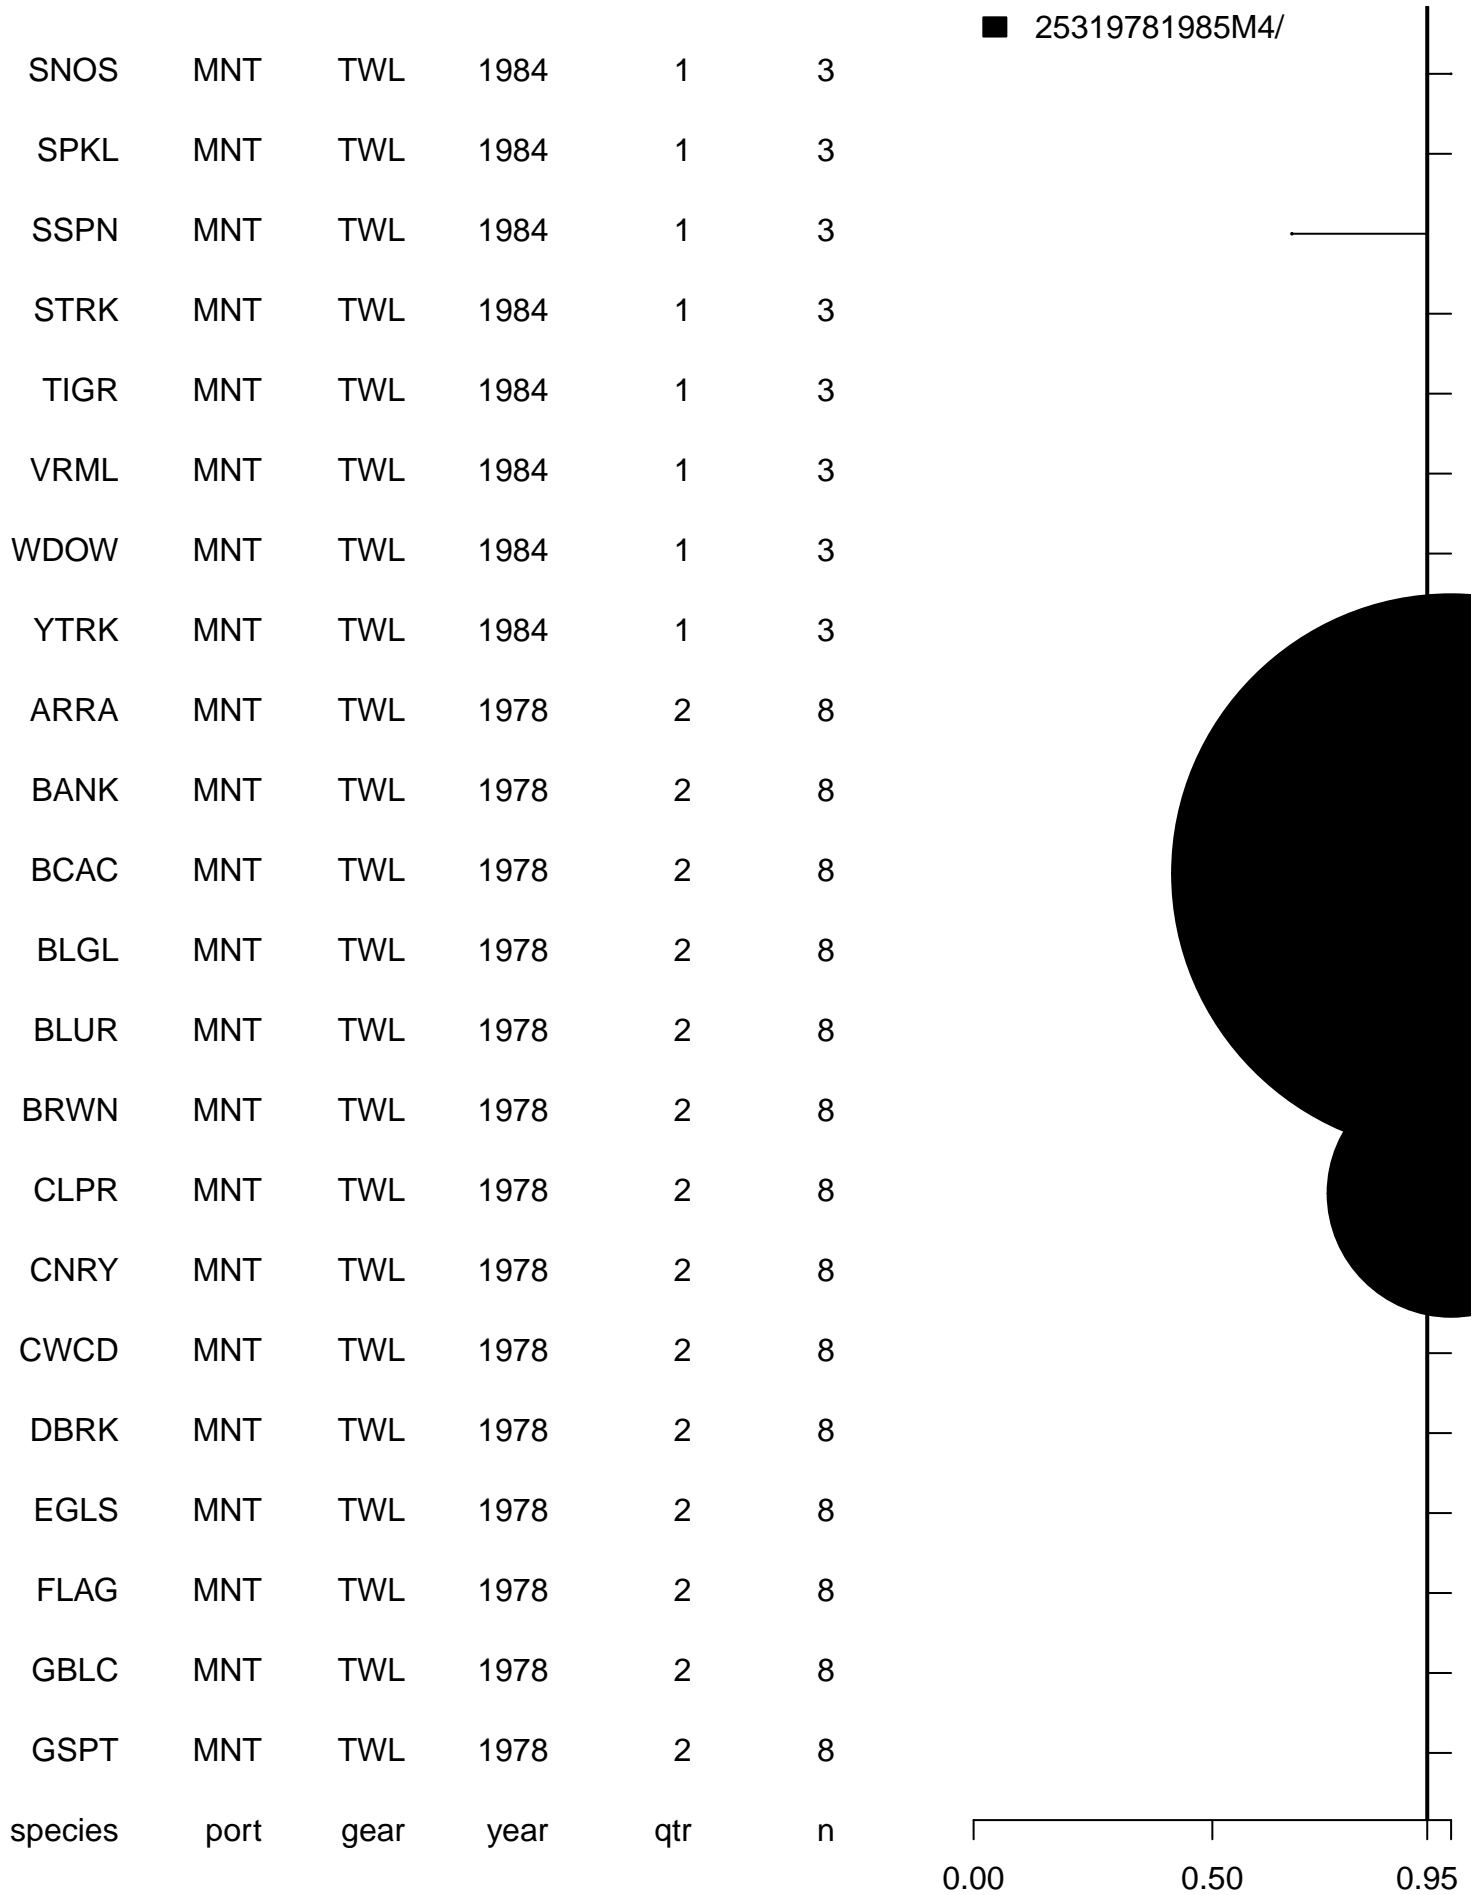 25319781985M4/
SNOS MNT TWL 1984 1 3
SPKL MNT TWL 1984 1 3
SSPN MNT TWL 1984 1 3
STRK MNT TWL 1984 1 3
TIGR MNT TWL 1984 1 3
VRML MNT TWL 1984 1 3
WDOW MNT TWL 1984 1 3
YTRK MNT TWL 1984 1 3
ARRA MNT TWL 1978 2 8
BANK MNT TWL 1978 2 8
BCAC MNT TWL 1978 2 8
BLGL MNT TWL 1978 2 8
BLUR MNT TWL 1978 2 8
BRWN MNT TWL 1978 2 8
CLPR MNT TWL 1978 2 8
CNRY MNT TWL 1978 2 8
CWCD MNT TWL 1978 2 8
DBRK MNT TWL 1978 2 8
EGLS MNT TWL 1978 2 8
FLAG MNT TWL 1978 2 8
GBLC MNT TWL 1978 2 8
GSPT MNT TWL 1978 2 8
species port gear year qtr n
0.00 0.50 0.95